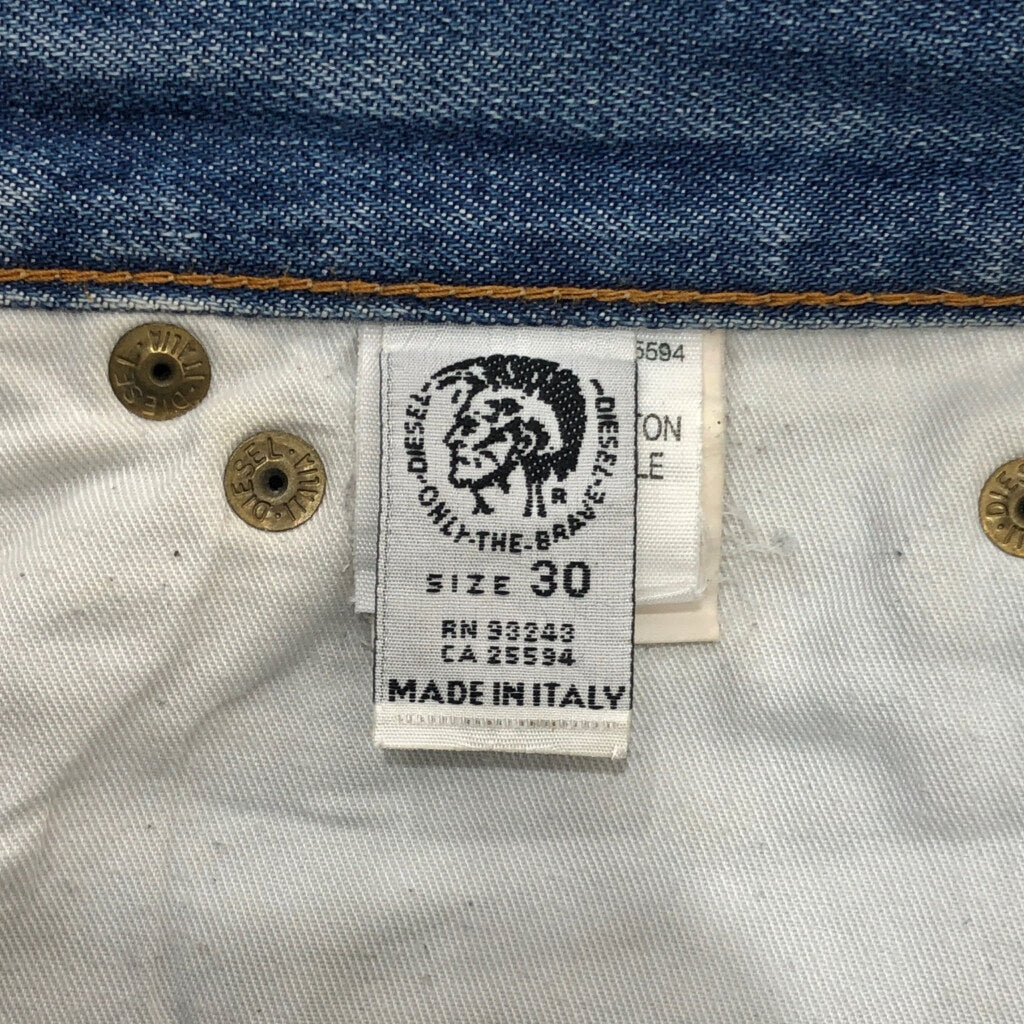 5594
TON
LE
DIESEL·ONLY·THE·BRAVE·DIESEL
R
SIZE 30
RN 93243
CA 25594
MADE IN ITALY
DIESEL
DIESEL